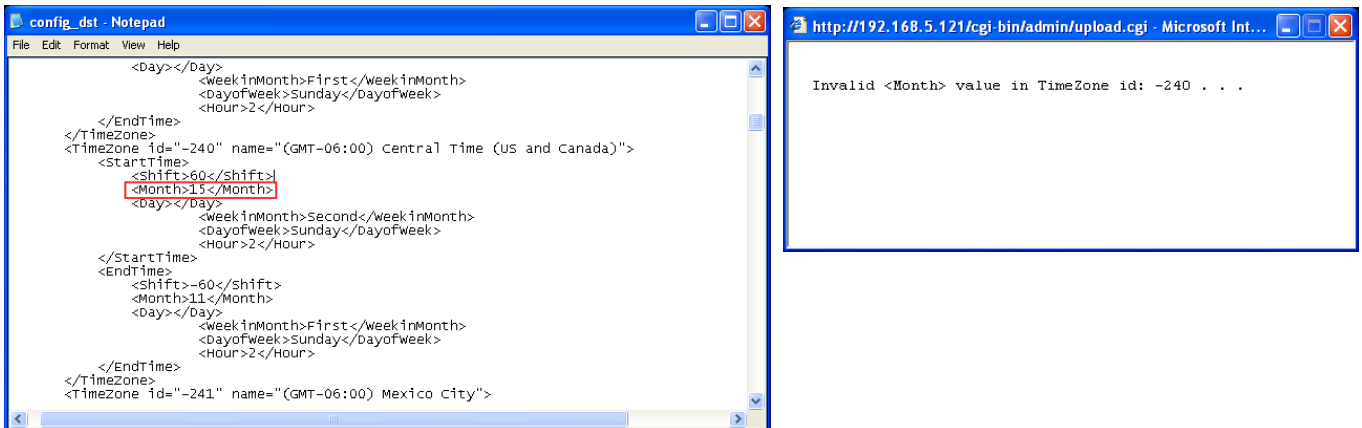 config_dst - Notepad
File Edit Format View Help
<Day></Day>
<WeekinMonth>First</WeekinMonth>
<DayofWeek>Sunday</DayofWeek>
<Hour>2</Hour>
</EndTime>
</TimeZone>
<TimeZone id="-240" name="(GMT-06:00) Central Time (US and Canada)">
<StartTime>
<Shift>60</Shift>
<Month>15</Month>
<Day></Day>
<WeekinMonth>Second</WeekinMonth>
<DayofWeek>Sunday</DayofWeek>
<Hour>2</Hour>
</StartTime>
<EndTime>
<Shift>-60</Shift>
<Month>11</Month>
<Day></Day>
<WeekinMonth>First</WeekinMonth>
<DayofWeek>Sunday</DayofWeek>
<Hour>2</Hour>
</EndTime>
</TimeZone>
<TimeZone id="-241" name="(GMT-06:00) Mexico City">
http://192.168.5.121/cgi-bin/admin/upload.cgi - Microsoft Int...
Invalid <Month> value in TimeZone id: -240 . . .